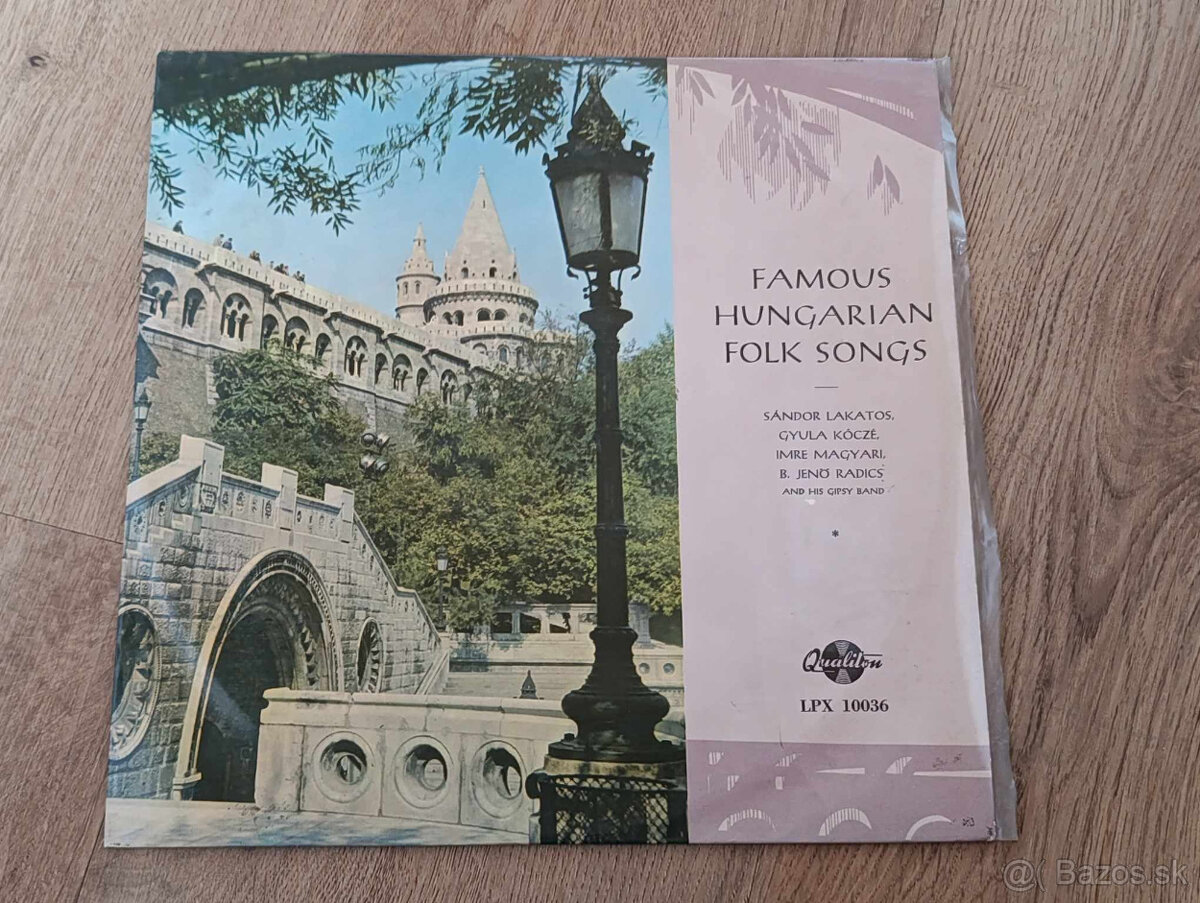 FAMOUS
HUNGARIAN
FOLK SONGS
SÁNDOR LAKATOS,
GYULA KÓCZÉ,
IMRE MAGYARI,
B. JENŐ RADICS
AND HIS GIPSY BAND
*
Qualiton
LPX 10036
@( Bazos.sk